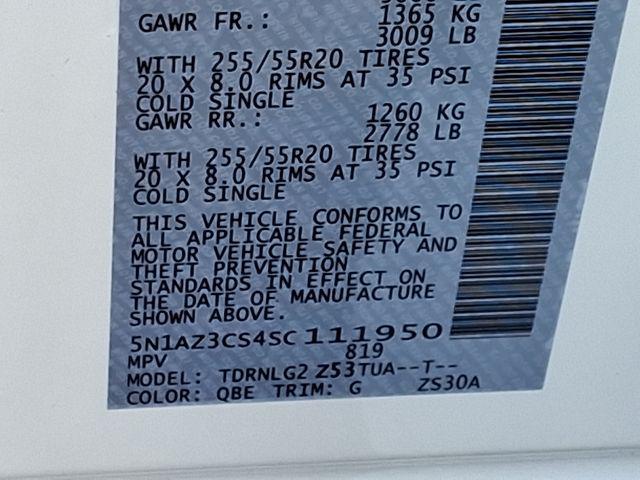 GAWR FR.: 1365 KG
3009 LB
WITH 255/55R20 TIRES
20 X 8.0 RIMS AT 35 PSI
COLD SINGLE
GAWR RR.: 1260 KG
2778 LB
WITH 255/55R20 TIRES
20 X 8.0 RIMS AT 35 PSI
COLD SINGLE
THIS VEHICLE CONFORMS TO
ALL APPLICABLE FEDERAL
MOTOR VEHICLE SAFETY AND
THEFT PREVENTION
STANDARDS IN EFFECT ON
THE DATE OF MANUFACTURE
SHOWN ABOVE.
5N1AZ3CS4SC111950
MPV 819
MODEL: TDRNLG2 Z53TUA--T--
COLOR: QBE TRIM: G ZS30A